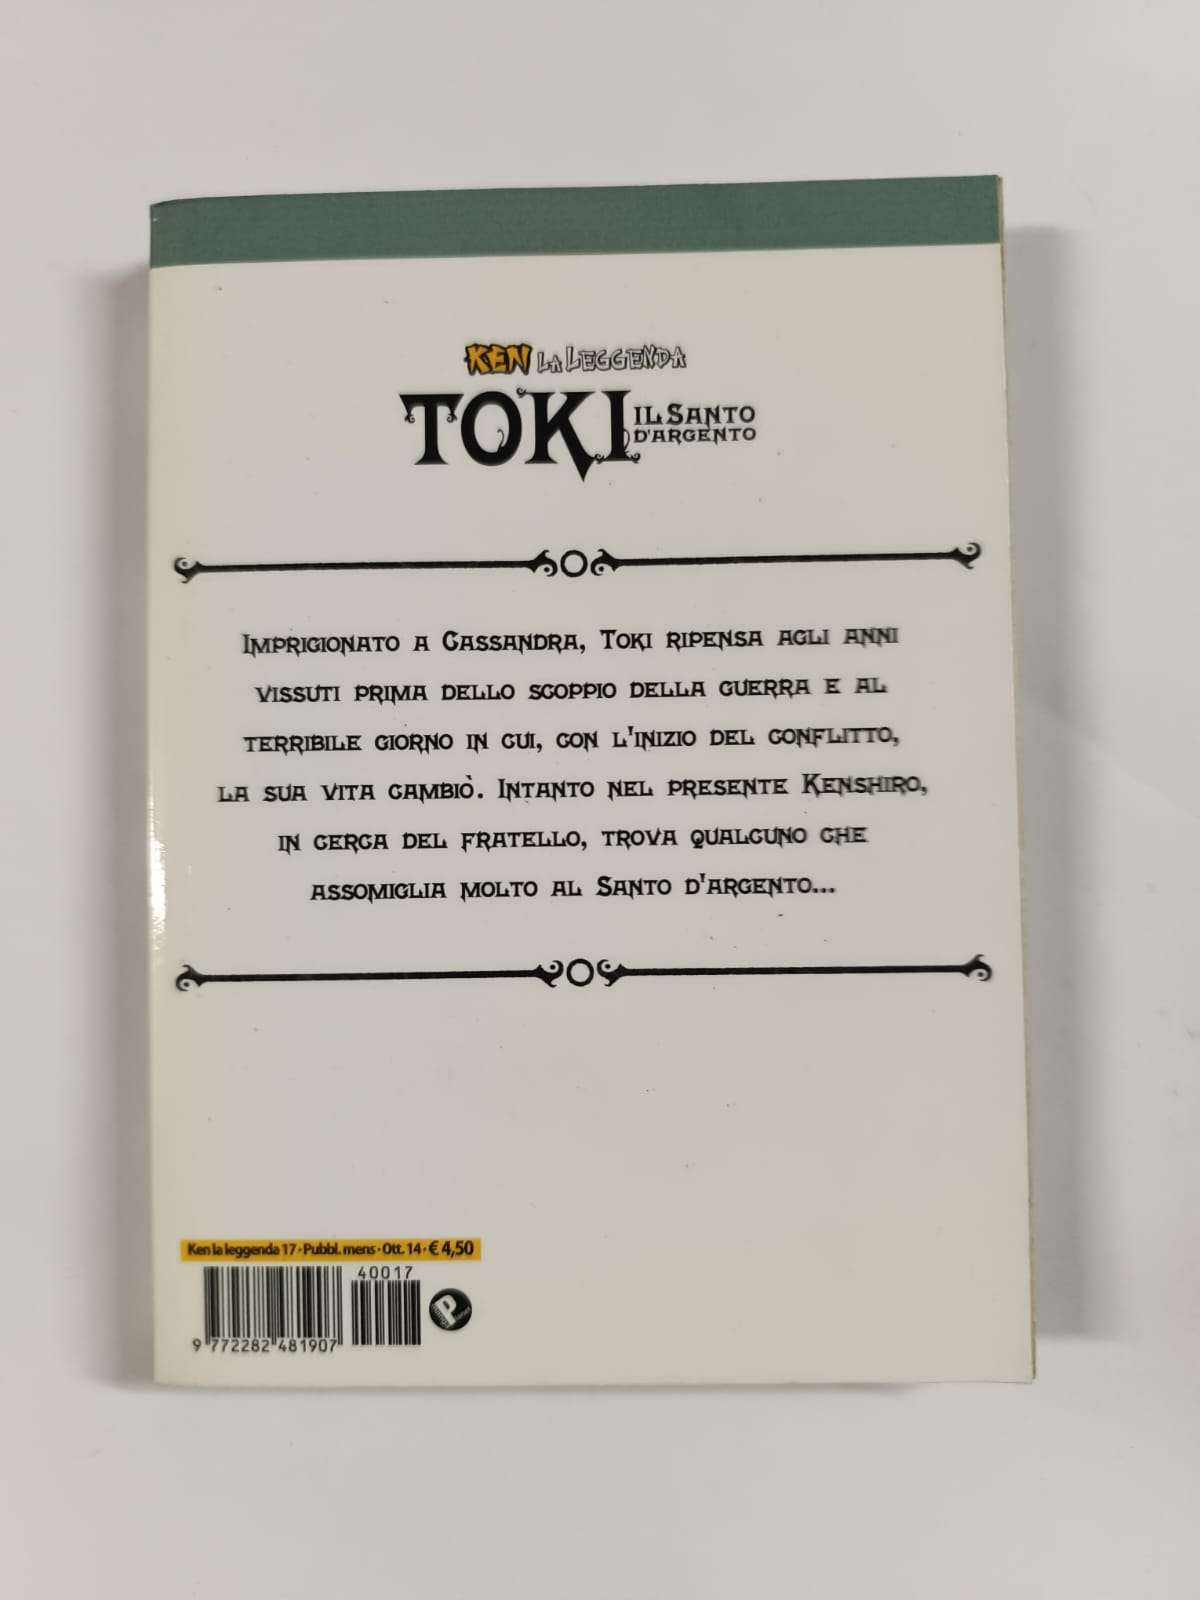 KEN LA LEGGENDA
TOKI IL SANTO D'ARGENTO
IMPRIGIONATO A CASSANDRA, TOKI RIPENSA AGLI ANNI
VISSUTI PRIMA DELLO SCOPPIO DELLA GUERRA E AL
TERRIBILE GIORNO IN CUI, CON L'INIZIO DEL CONFLITTO,
LA SUA VITA CAMBIÒ. INTANTO NEL PRESENTE KENSHIRO,
IN CERCA DEL FRATELLO, TROVA QUALCUNO CHE
ASSOMIGLIA MOLTO AL SANTO D'ARGENTO...
Ken la leggenda 17 · Pubbl. mens · Ott. 14 · € 4,50
40017
9 772282 481907
P